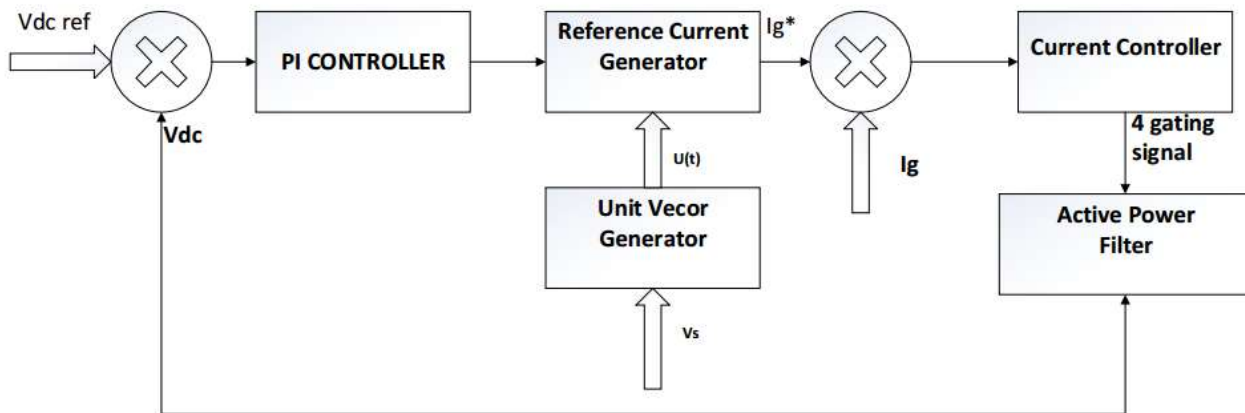 Vdc ref
PI CONTROLLER
Reference Current
Generator
Ig*
Current Controller
Vdc
U(t)
Ig
4 gating
signal
Unit Vecor
Generator
Active Power
Filter
Vs